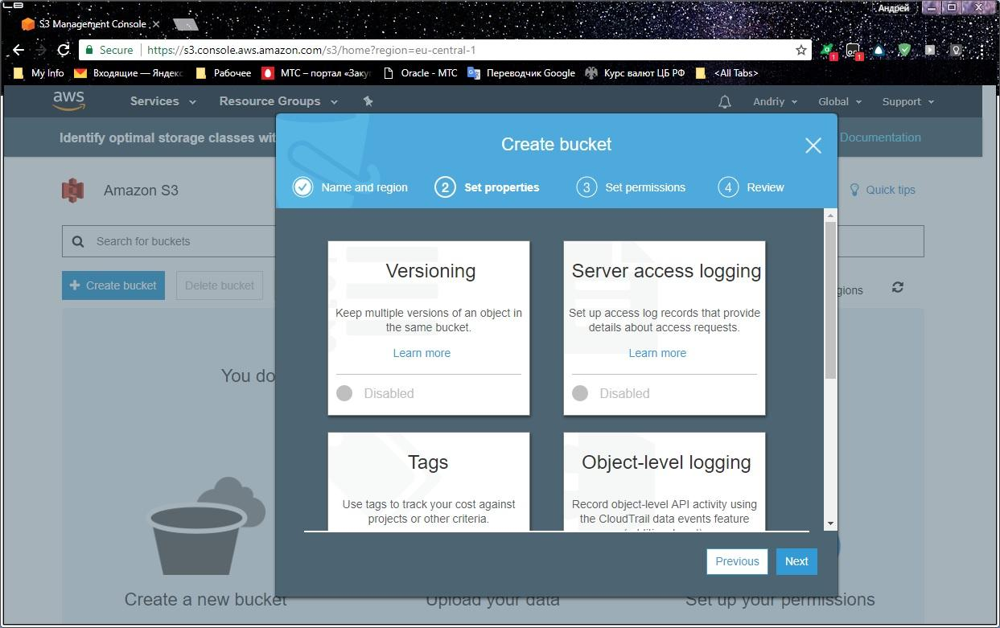 Андрей
S3 Management Console
Secure
https://s3.console.aws.amazon.com/s3/home?region=eu-central-1
1
1
My Info
Входящие — Яндекс
Рабочее
МТС – портал «Заку
Oracle - МТС
Переводчик Google
Курс валют ЦБ РФ
<All Tabs>
aws
Services
Resource Groups
Andriy
Global
Support
Identify optimal storage classes wit
Documentation
Amazon S3
Quick tips
Search for buckets
Create bucket
Delete bucket
gions
You do
Create bucket
Name and region
2 Set properties
3 Set permissions
4 Review
Versioning
Keep multiple versions of an object in
the same bucket.
Learn more
Disabled
Server access logging
Set up access log records that provide
details about access requests.
Learn more
Disabled
Tags
Use tags to track your cost against
projects or other criteria.
Object-level logging
Record object-level API activity using
the CloudTrail data events feature
Previous
Next
Create a new bucket
Upload your data
Set up your permissions